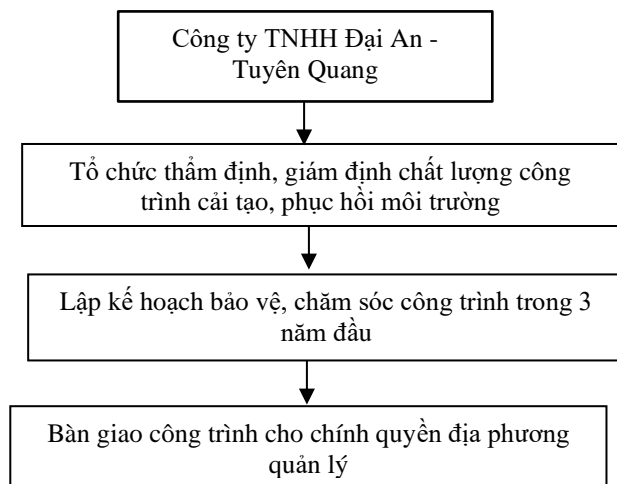 Công ty TNHH Đại An -
Tuyên Quang
Tổ chức thẩm định, giám định chất lượng công
trình cải tạo, phục hồi môi trường
Lập kế hoạch bảo vệ, chăm sóc công trình trong 3
năm đầu
Bàn giao công trình cho chính quyền địa phương
quản lý